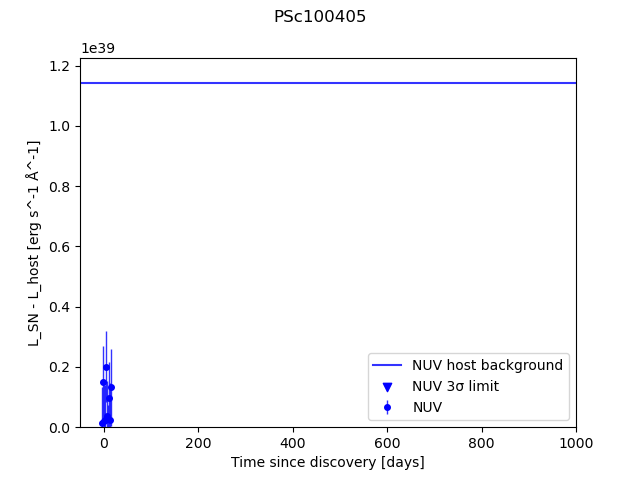 PSc100405
1e39
1.2
1.0
0.8
0.6
0.4
0.2
0.0
L_SN - L_host [erg s^-1 Å^-1]
NUV host background
NUV 3σ limit
NUV
0 200 400 600 800 1000
Time since discovery [days]